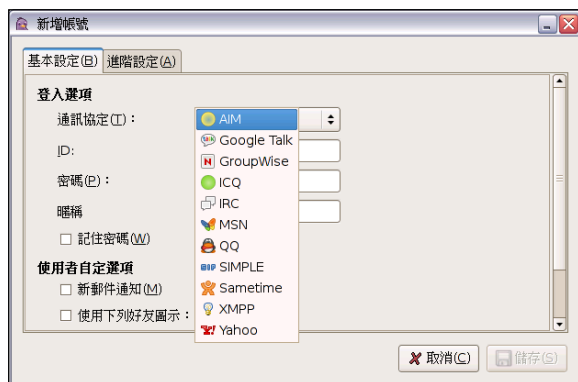 新增帳號
基本設定(B) 進階設定(A)
登入選項
通訊協定(T)：
AIM
Google Talk
ID:
GroupWise
密碼(P)：
ICQ
IRC
暱稱
MSN
記住密碼(W)
QQ
使用者自定選項
SIMPLE
新郵件通知(M)
Sametime
使用下列好友圖示：
XMPP
Yahoo
取消(C) 儲存(S)